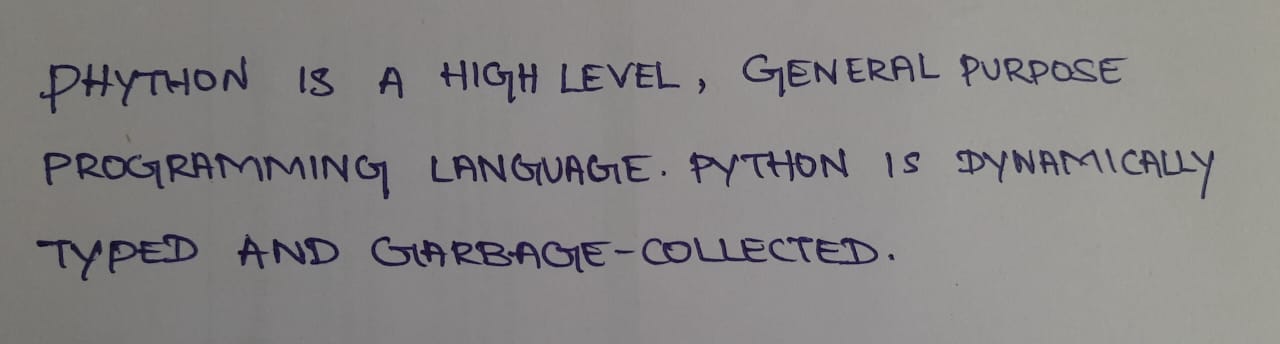 PHYTHON IS A HIGH LEVEL, GENERAL PURPOSE
PROGRAMMING LANGUAGE. PYTHON IS DYNAMICALLY
TYPED AND GARBAGE-COLLECTED.